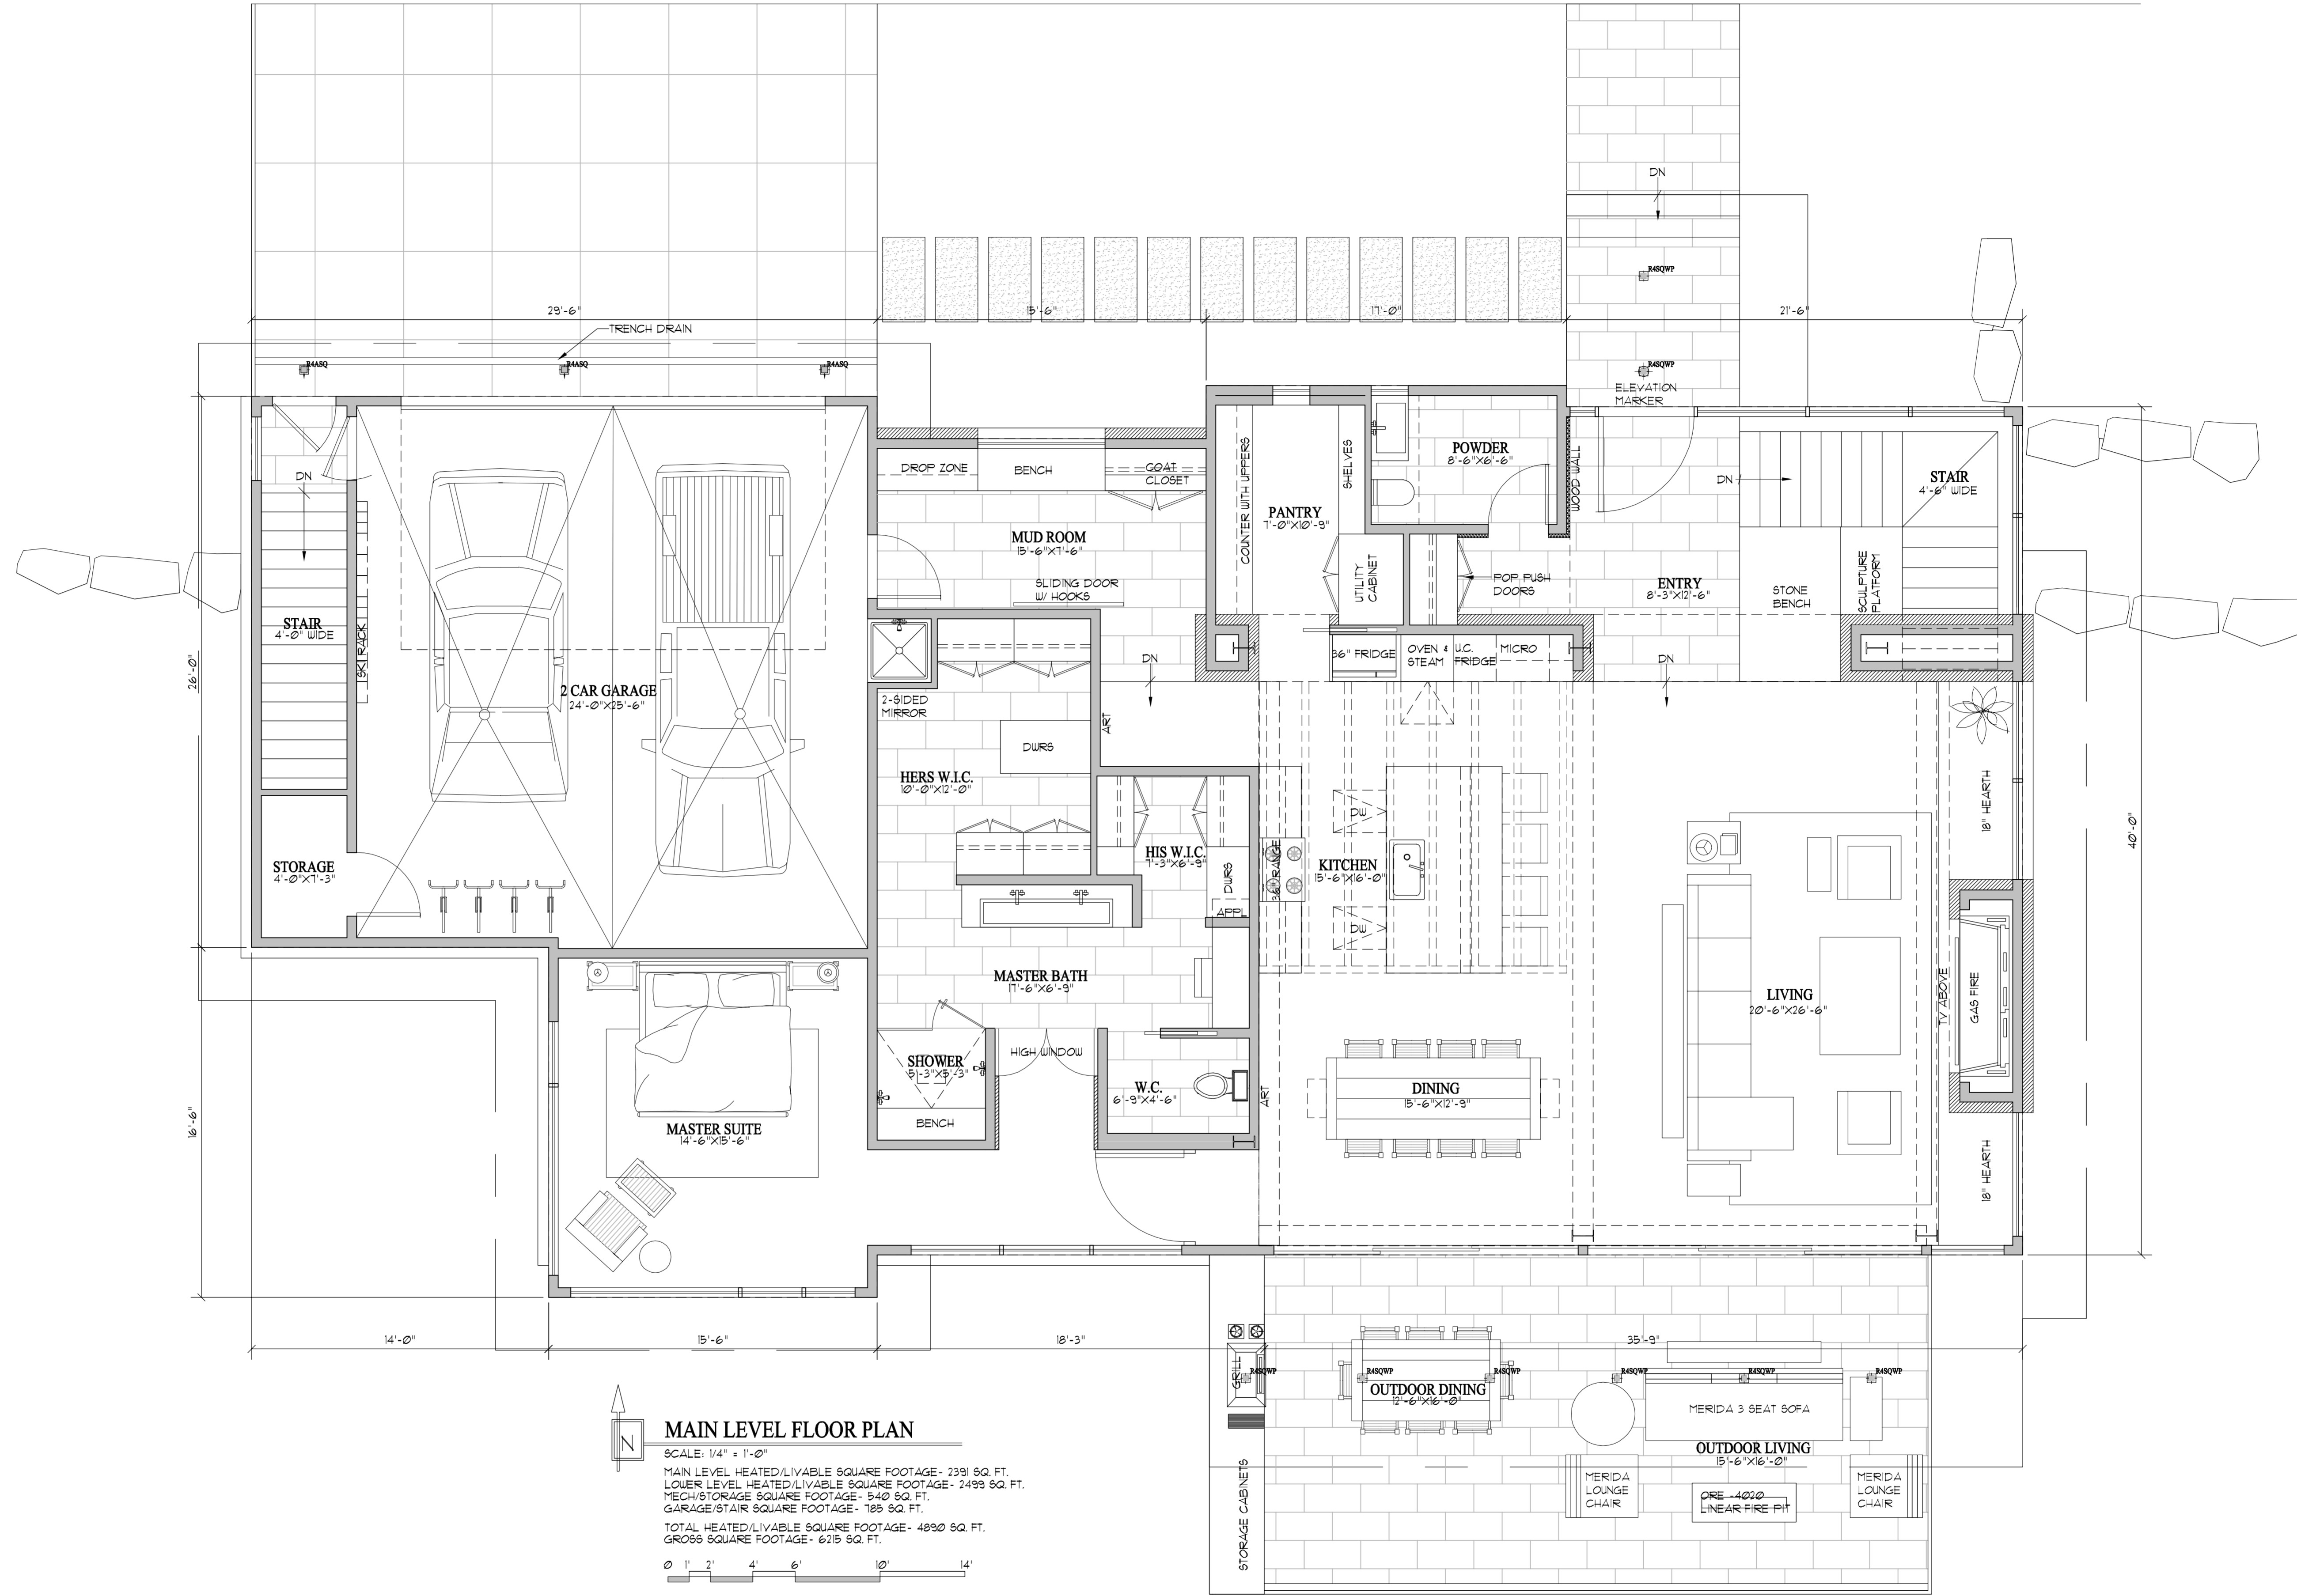 DN
R4SQWP
29'-6"
15'-6"
17'-0"
21'-6"
TRENCH DRAIN
R4ASQ
R4ASQ
R4ASQ
R4SQWP
ELEVATION
MARKER
DROP ZONE
BENCH
COAT
CLOSET
COUNTER WITH UPPERS
SHELVES
POWDER
8'-6"X6'-6"
WOOD WALL
DN
DN
STAIR
4'-6" WIDE
PANTRY
7'-0"X10'-9"
MUD ROOM
15'-6"X7'-6"
SLIDING DOOR
W/ HOOKS
UTILITY
CABINET
POP PUSH
DOORS
ENTRY
8'-3"X12'-6"
STONE
BENCH
SCULPTURE
PLATFORM
STAIR
4'-0" WIDE
SKI RACK
26'-0"
36" FRIDGE
OVEN &
STEAM
U.C.
FRIDGE
MICRO
DN
DN
2 CAR GARAGE
24'-0"X25'-6"
2-SIDED
MIRROR
ART
DWRS
HERS W.I.C.
10'-0"X12'-0"
18" HEARTH
DW
40'-0"
STORAGE
4'-0"X7'-3"
HIS W.I.C.
7'-3"X6'-9"
DWRS
APPL
36" RANGE
KITCHEN
15'-6"X16'-0"
DW
MASTER BATH
17'-6"X6'-9"
LIVING
20'-6"X26'-6"
TV ABOVE
GAS FIRE
SHOWER
5'-3"X5'-3"
HIGH WINDOW
W.C.
6'-9"X4'-6"
ART
DINING
15'-6"X12'-9"
BENCH
MASTER SUITE
14'-6"X15'-6"
16'-6"
18" HEARTH
14'-0"
15'-6"
18'-3"
35'-9"
GRILL
R4SQWP
R4SQWP
R4SQWP
R4SQWP
R4SQWP
R4SQWP
OUTDOOR DINING
12'-6"X16'-0"
MERIDA 3 SEAT SOFA
OUTDOOR LIVING
15'-6"X16'-0"
MERIDA
LOUNGE
CHAIR
ORE -4020
LINEAR FIRE PIT
MERIDA
LOUNGE
CHAIR
STORAGE CABINETS
N
MAIN LEVEL FLOOR PLAN
SCALE: 1/4" = 1'-0"
MAIN LEVEL HEATED/LIVABLE SQUARE FOOTAGE- 2391 SQ. FT.
LOWER LEVEL HEATED/LIVABLE SQUARE FOOTAGE- 2499 SQ. FT.
MECH/STORAGE SQUARE FOOTAGE- 540 SQ. FT.
GARAGE/STAIR SQUARE FOOTAGE- 785 SQ. FT.
TOTAL HEATED/LIVABLE SQUARE FOOTAGE- 4890 SQ. FT.
GROSS SQUARE FOOTAGE- 6215 SQ. FT.
0 1' 2' 4' 6' 10' 14'